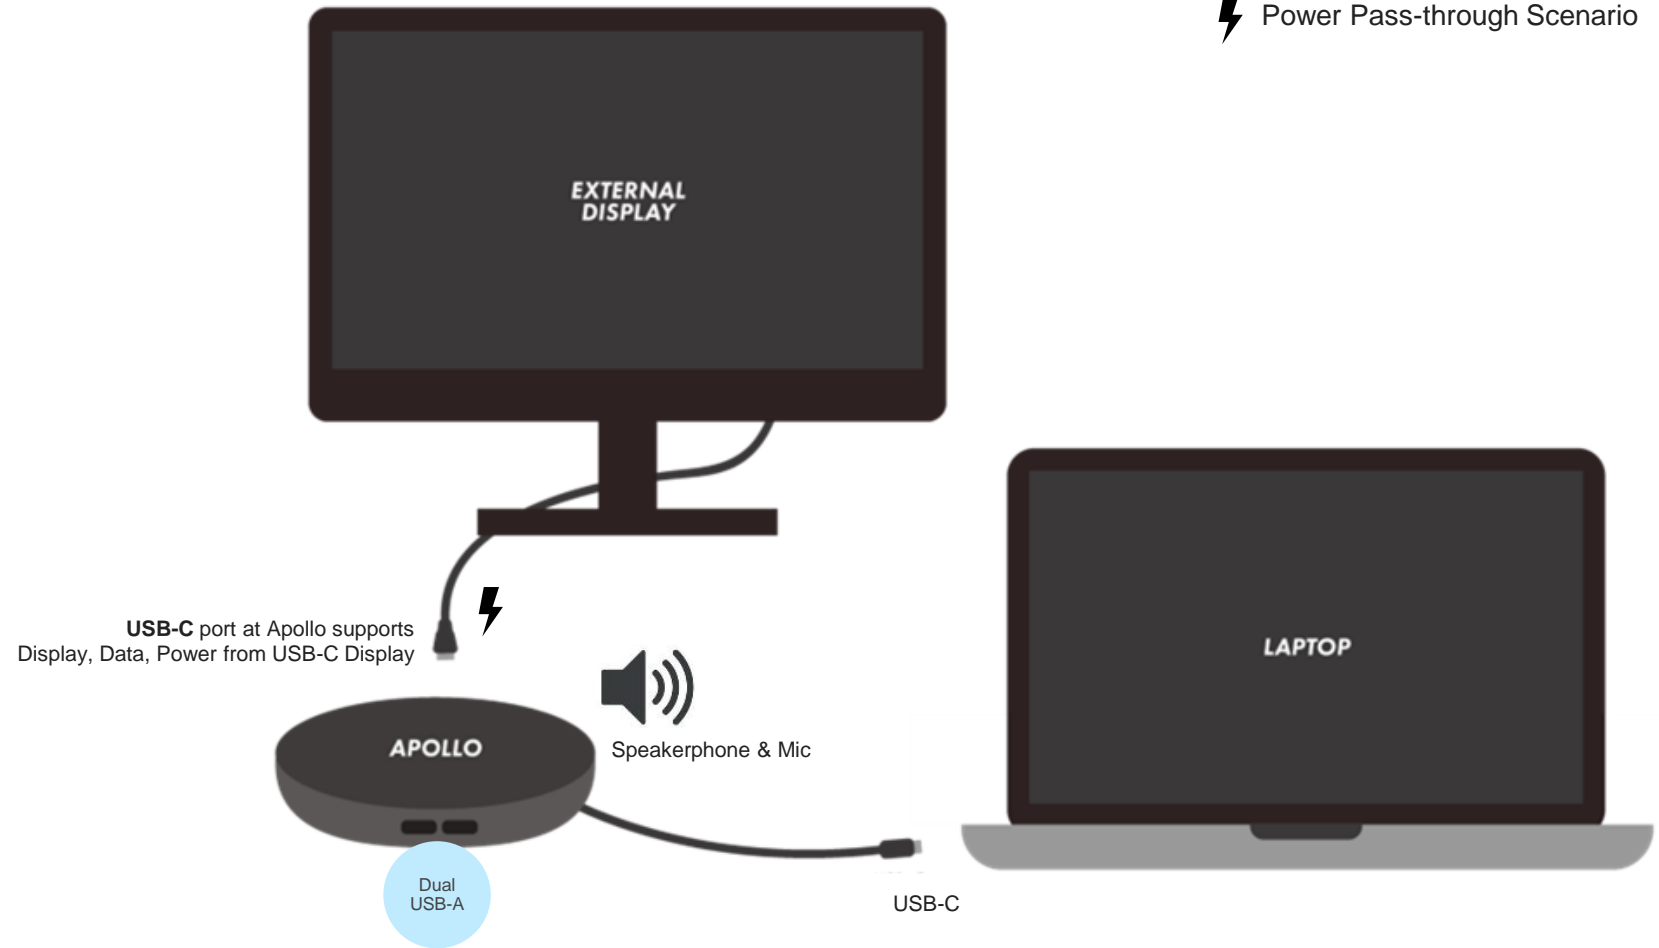 Power Pass-through Scenario
EXTERNAL
DISPLAY
USB-C port at Apollo supports
Display, Data, Power from USB-C Display
LAPTOP
APOLLO
Speakerphone & Mic
Dual
USB-A
USB-C